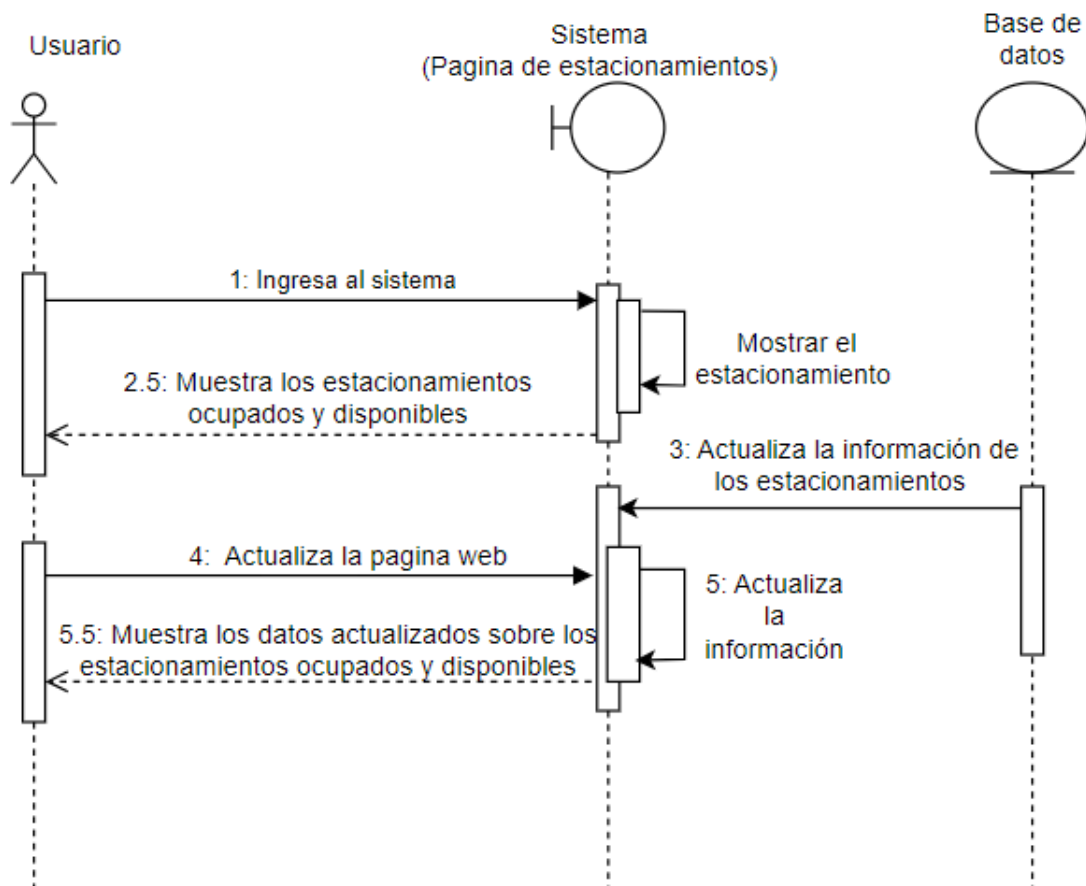 Usuario
Sistema
(Pagina de estacionamientos)
Base de
datos
1: Ingresa al sistema
Mostrar el
estacionamiento
2.5: Muestra los estacionamientos
ocupados y disponibles
3: Actualiza la información de
los estacionamientos
4: Actualiza la pagina web
5: Actualiza
la
información
5.5: Muestra los datos actualizados sobre los
estacionamientos ocupados y disponibles